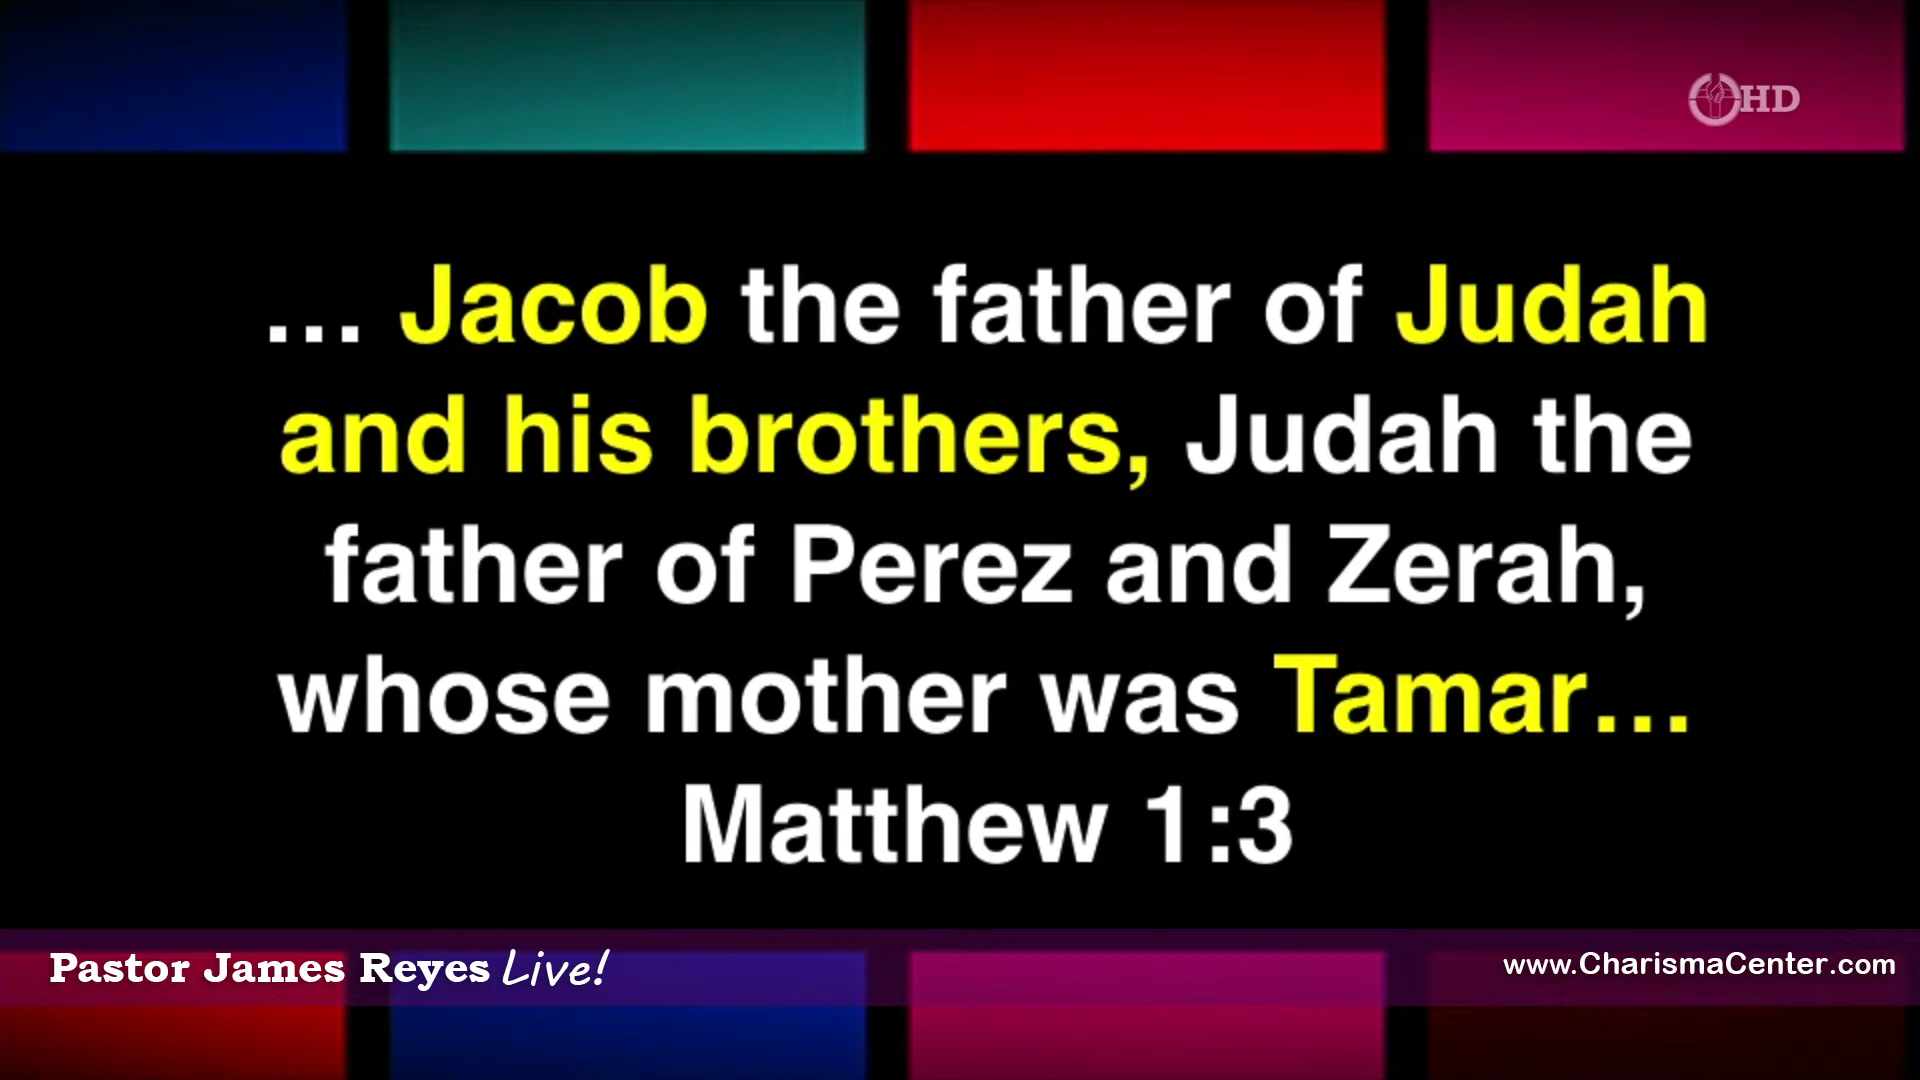 HD
… Jacob the father of Judah
and his brothers, Judah the
father of Perez and Zerah,
whose mother was Tamar…
Matthew 1:3
Pastor James Reyes Live!
www.CharismaCenter.com